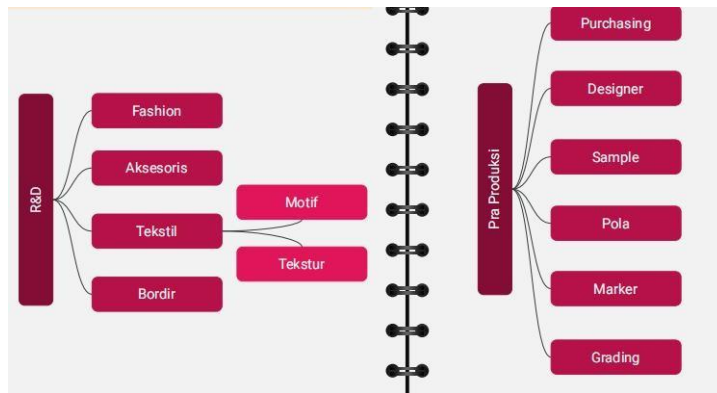 R&D
Fashion
Aksesoris
Tekstil
Bordir
Motif
Tekstur
Pra Produksi
Purchasing
Designer
Sample
Pola
Marker
Grading